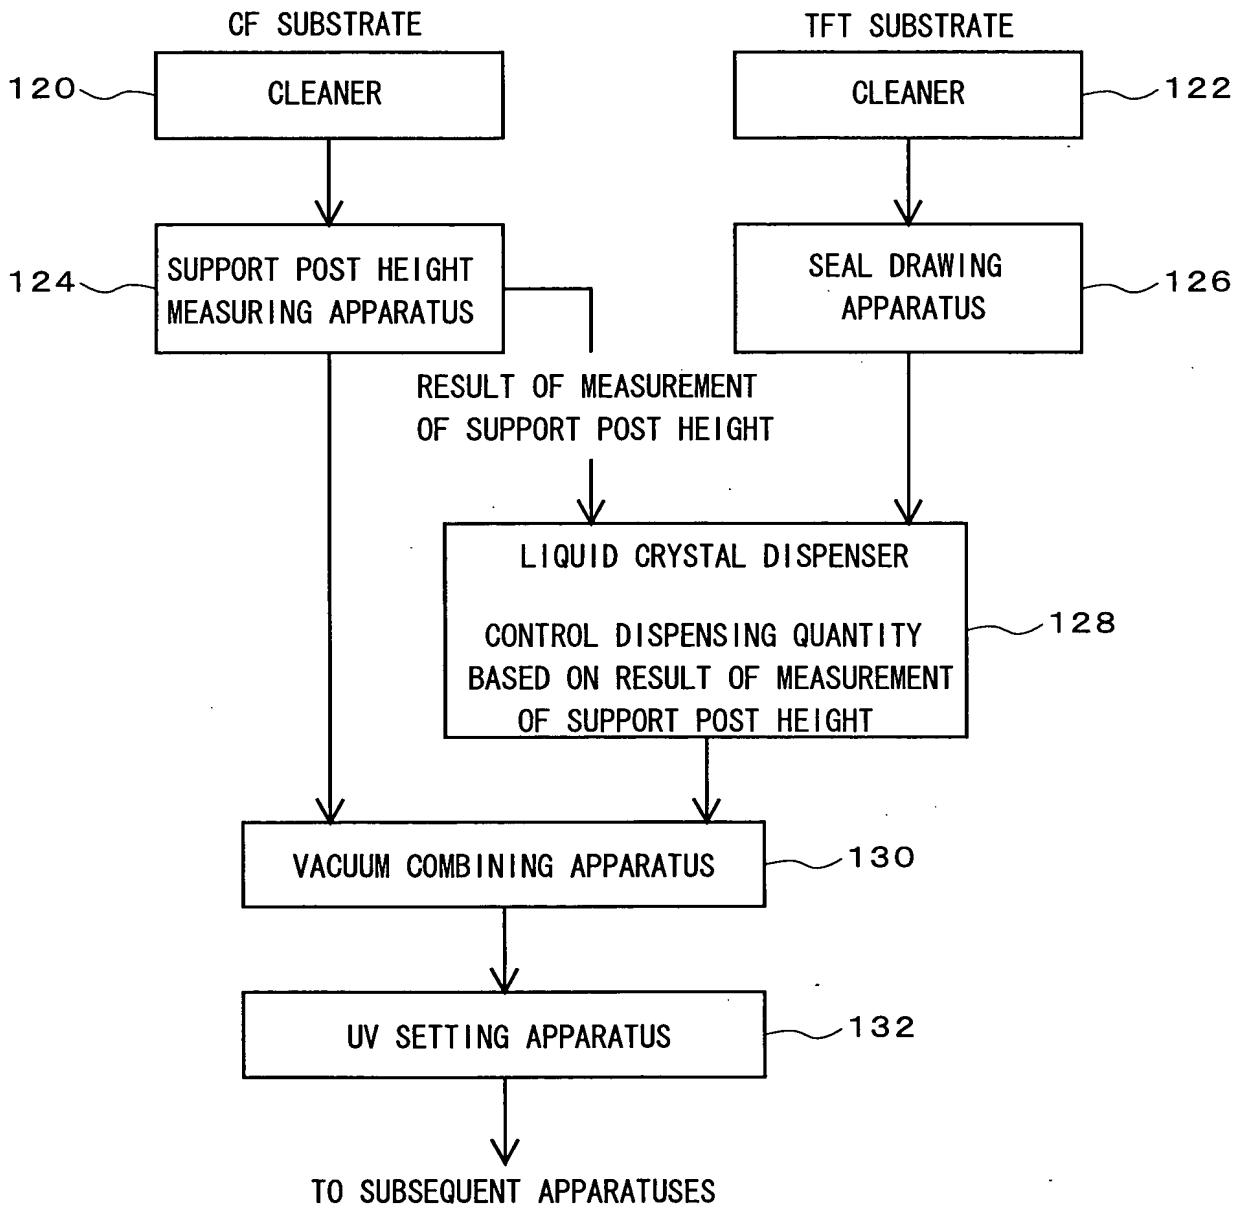 CF SUBSTRATE
TFT SUBSTRATE
120
CLEANER
CLEANER
122
124
SUPPORT POST HEIGHT
MEASURING APPARATUS
SEAL DRAWING
APPARATUS
126
RESULT OF MEASUREMENT
OF SUPPORT POST HEIGHT
LIQUID CRYSTAL DISPENSER
CONTROL DISPENSING QUANTITY
BASED ON RESULT OF MEASUREMENT
OF SUPPORT POST HEIGHT
128
VACUUM COMBINING APPARATUS
130
UV SETTING APPARATUS
132
TO SUBSEQUENT APPARATUSES